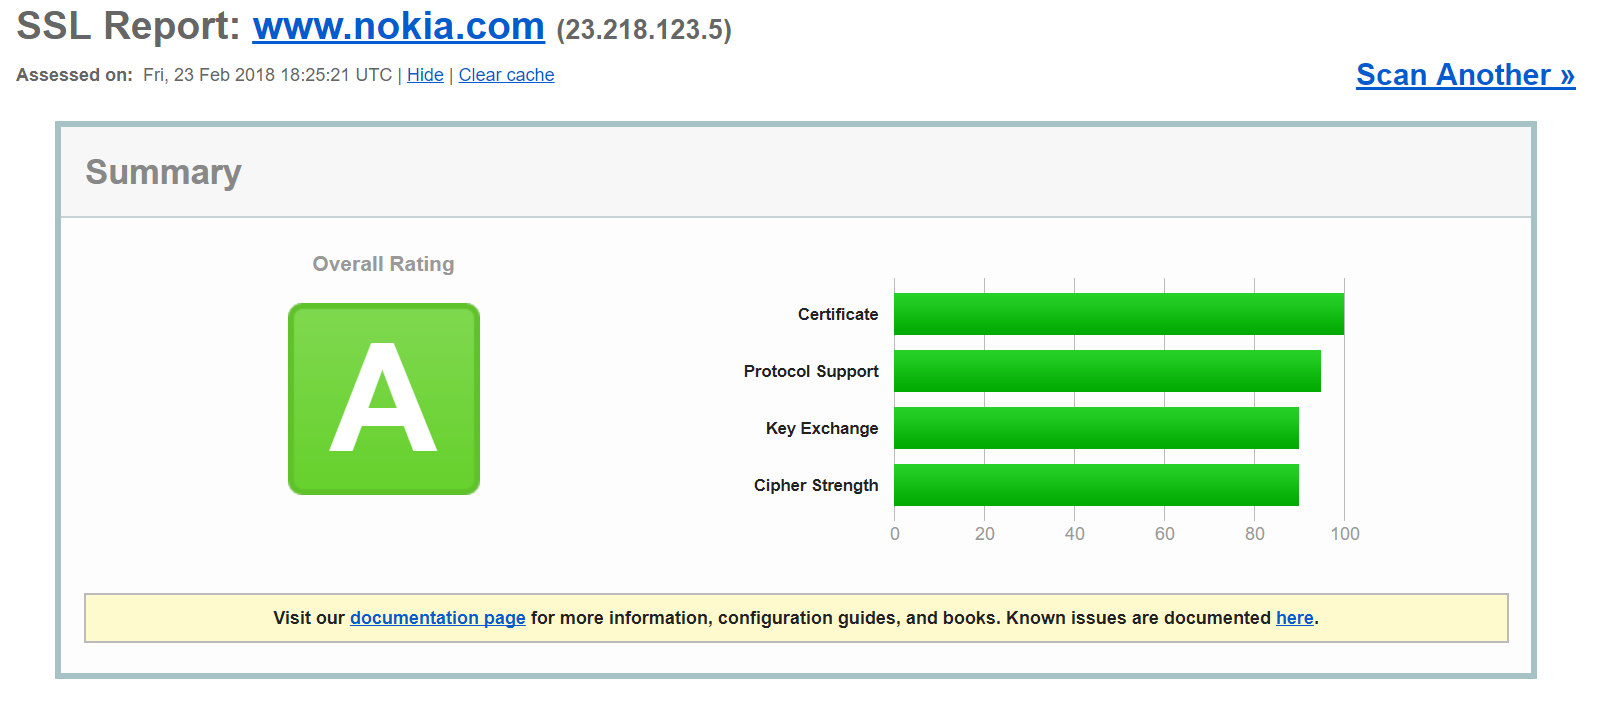 SSL Report: www.nokia.com (23.218.123.5)
Assessed on: Fri, 23 Feb 2018 18:25:21 UTC | Hide | Clear cache
Scan Another »
Summary
Overall Rating
A
Certificate
Protocol Support
Key Exchange
Cipher Strength
0 20 40 60 80 100
Visit our documentation page for more information, configuration guides, and books. Known issues are documented here.